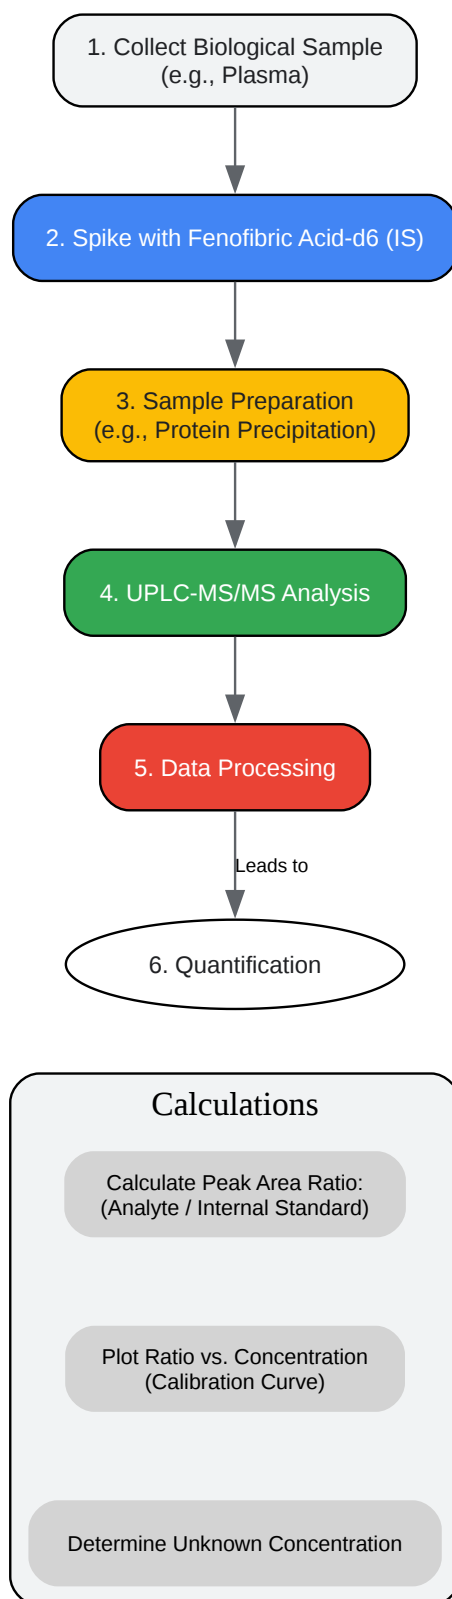 1. Collect Biological Sample
(e.g., Plasma)
2. Spike with Fenofibric Acid-d6 (IS)
3. Sample Preparation
(e.g., Protein Precipitation)
4. UPLC-MS/MS Analysis
5. Data Processing
Leads to
6. Quantification
Calculations
Calculate Peak Area Ratio:
(Analyte / Internal Standard)
Plot Ratio vs. Concentration
(Calibration Curve)
Determine Unknown Concentration